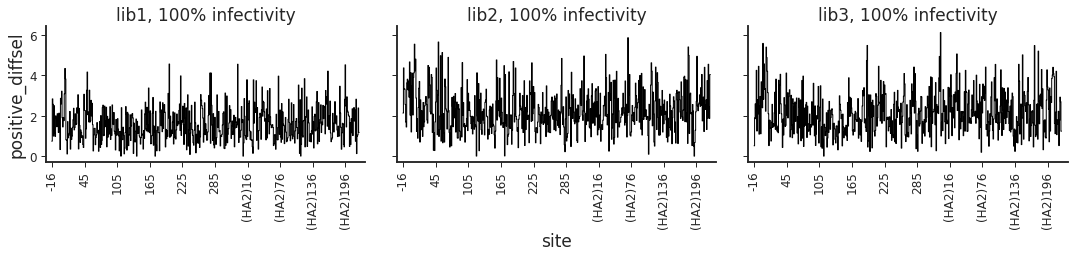 lib1, 100% infectivity
lib2, 100% infectivity
lib3, 100% infectivity
positive_diffsel
6
4
2
0
-16 45 105 165 225 285 (HA2)16 (HA2)76 (HA2)136 (HA2)196
-16 45 105 165 225 285 (HA2)16 (HA2)76 (HA2)136 (HA2)196
-16 45 105 165 225 285 (HA2)16 (HA2)76 (HA2)136 (HA2)196
site